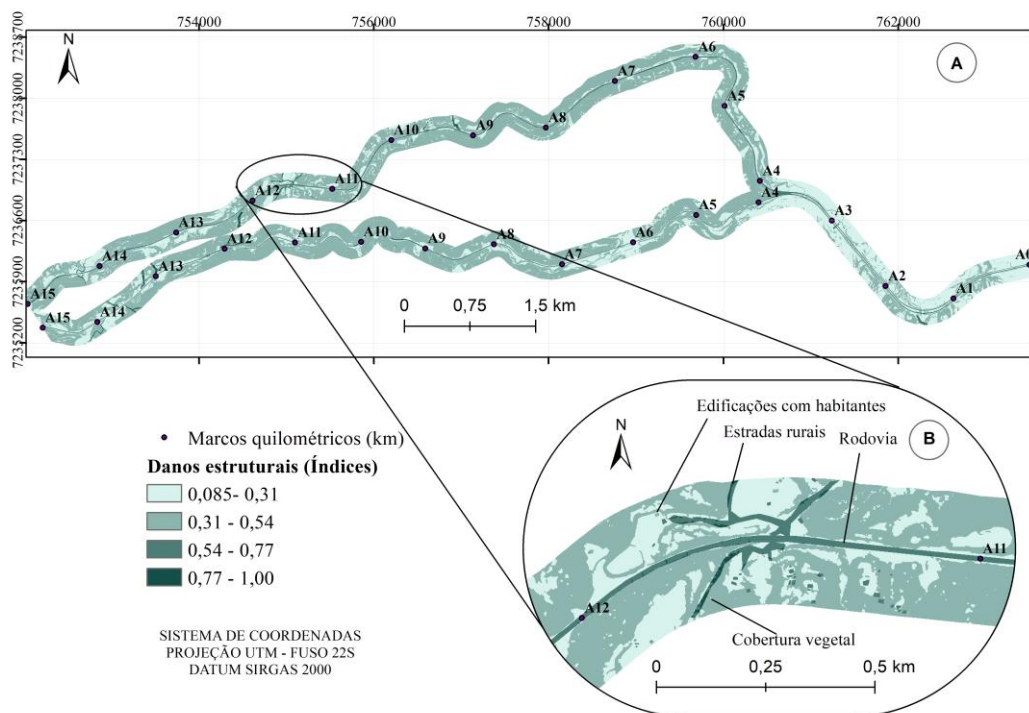 754000 756000 758000 760000 762000
7238700
7238000
7237300
7236600
7235900
7235200
N
A
A6
A7
A5
A8
A9
A10
A4
A11
A12
A4
A3
A5
A13
A6
A10
A11
A9
A8
A12
A14
A7
A13
A2
A1
A0
A15
A15
A14
0 0,75 1,5 km
Marcos quilométricos (km)
Danos estruturais (Índices)
0,085- 0,31
0,31 - 0,54
0,54 - 0,77
0,77 - 1,00
SISTEMA DE COORDENADAS
PROJEÇÃO UTM - FUSO 22S
DATUM SIRGAS 2000
Edificações com habitantes
Estradas rurais
Rodovia
N
B
A11
A12
Cobertura vegetal
0 0,25 0,5 km